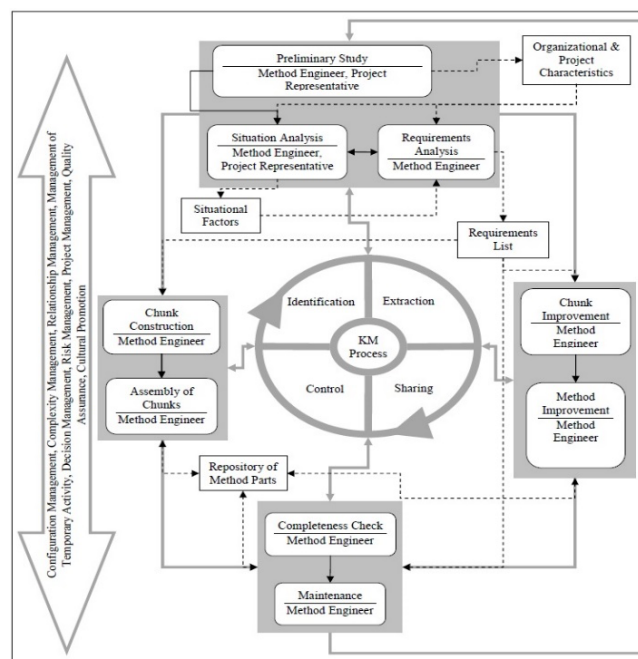 Preliminary Study
Method Engineer, Project
Representative
Organizational &
Project
Characteristics
Situation Analysis
Method Engineer,
Project Representative
Requirements
Analysis
Method Engineer
Situational
Factors
Requirements
List
Configuration Management, Complexity Management, Relationship Management, Management of
Temporary Activity, Decision Management, Risk Management, Project Management, Quality
Assurance, Cultural Promotion
Identification
Extraction
KM
Process
Control
Sharing
Chunk
Construction
Method Engineer
Assembly of
Chunks
Method Engineer
Chunk
Improvement
Method
Engineer
Method
Improvement
Method
Engineer
Repository of
Method Parts
Completeness Check
Method Engineer
Maintenance
Method Engineer